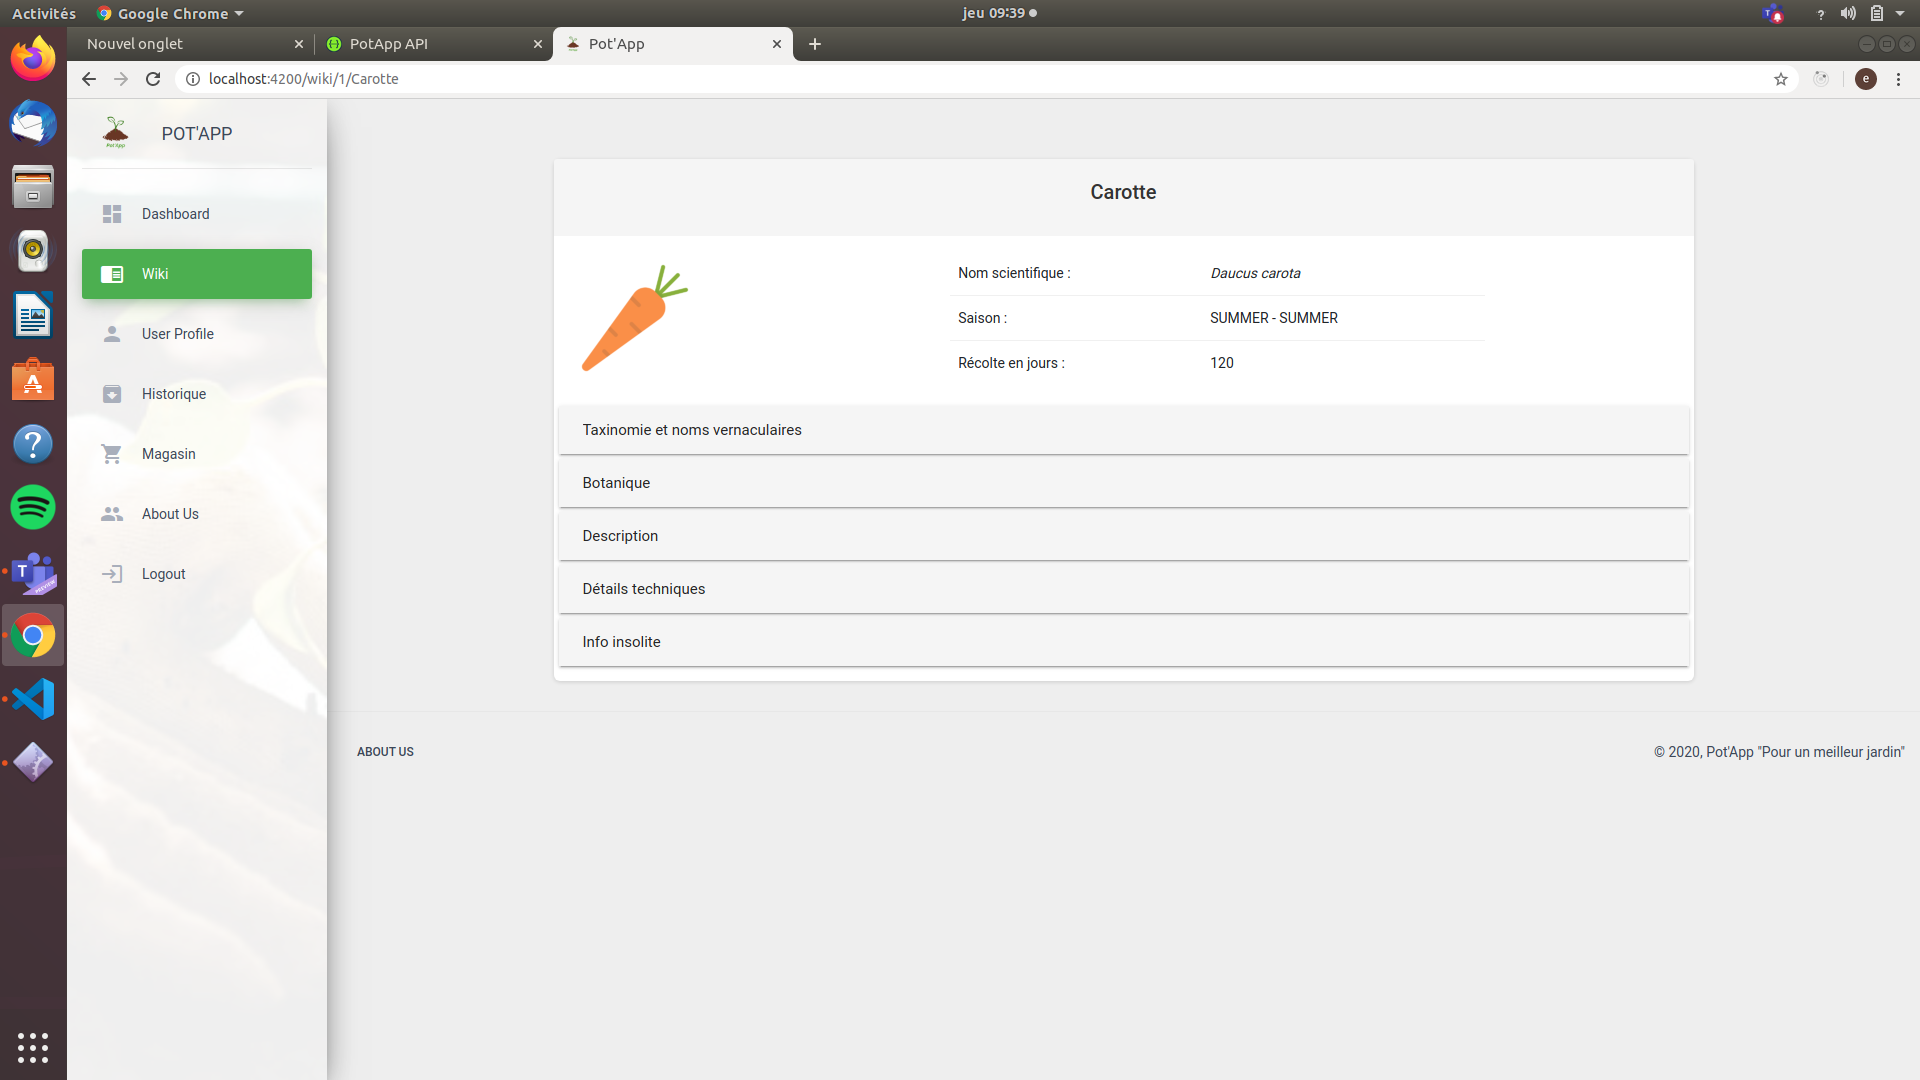 Activités Google Chrome jeu 09:39
Nouvel onglet PotApp API Pot'App
localhost:4200/wiki/1/Carotte e
Pot'App POT'APP
Dashboard
Wiki
User Profile
Historique
Magasin
About Us
Logout
Carotte
Nom scientifique : Daucus carota
Saison : SUMMER - SUMMER
Récolte en jours : 120
Taxinomie et noms vernaculaires
Botanique
Description
Détails techniques
Info insolite
ABOUT US © 2020, Pot'App "Pour un meilleur jardin"